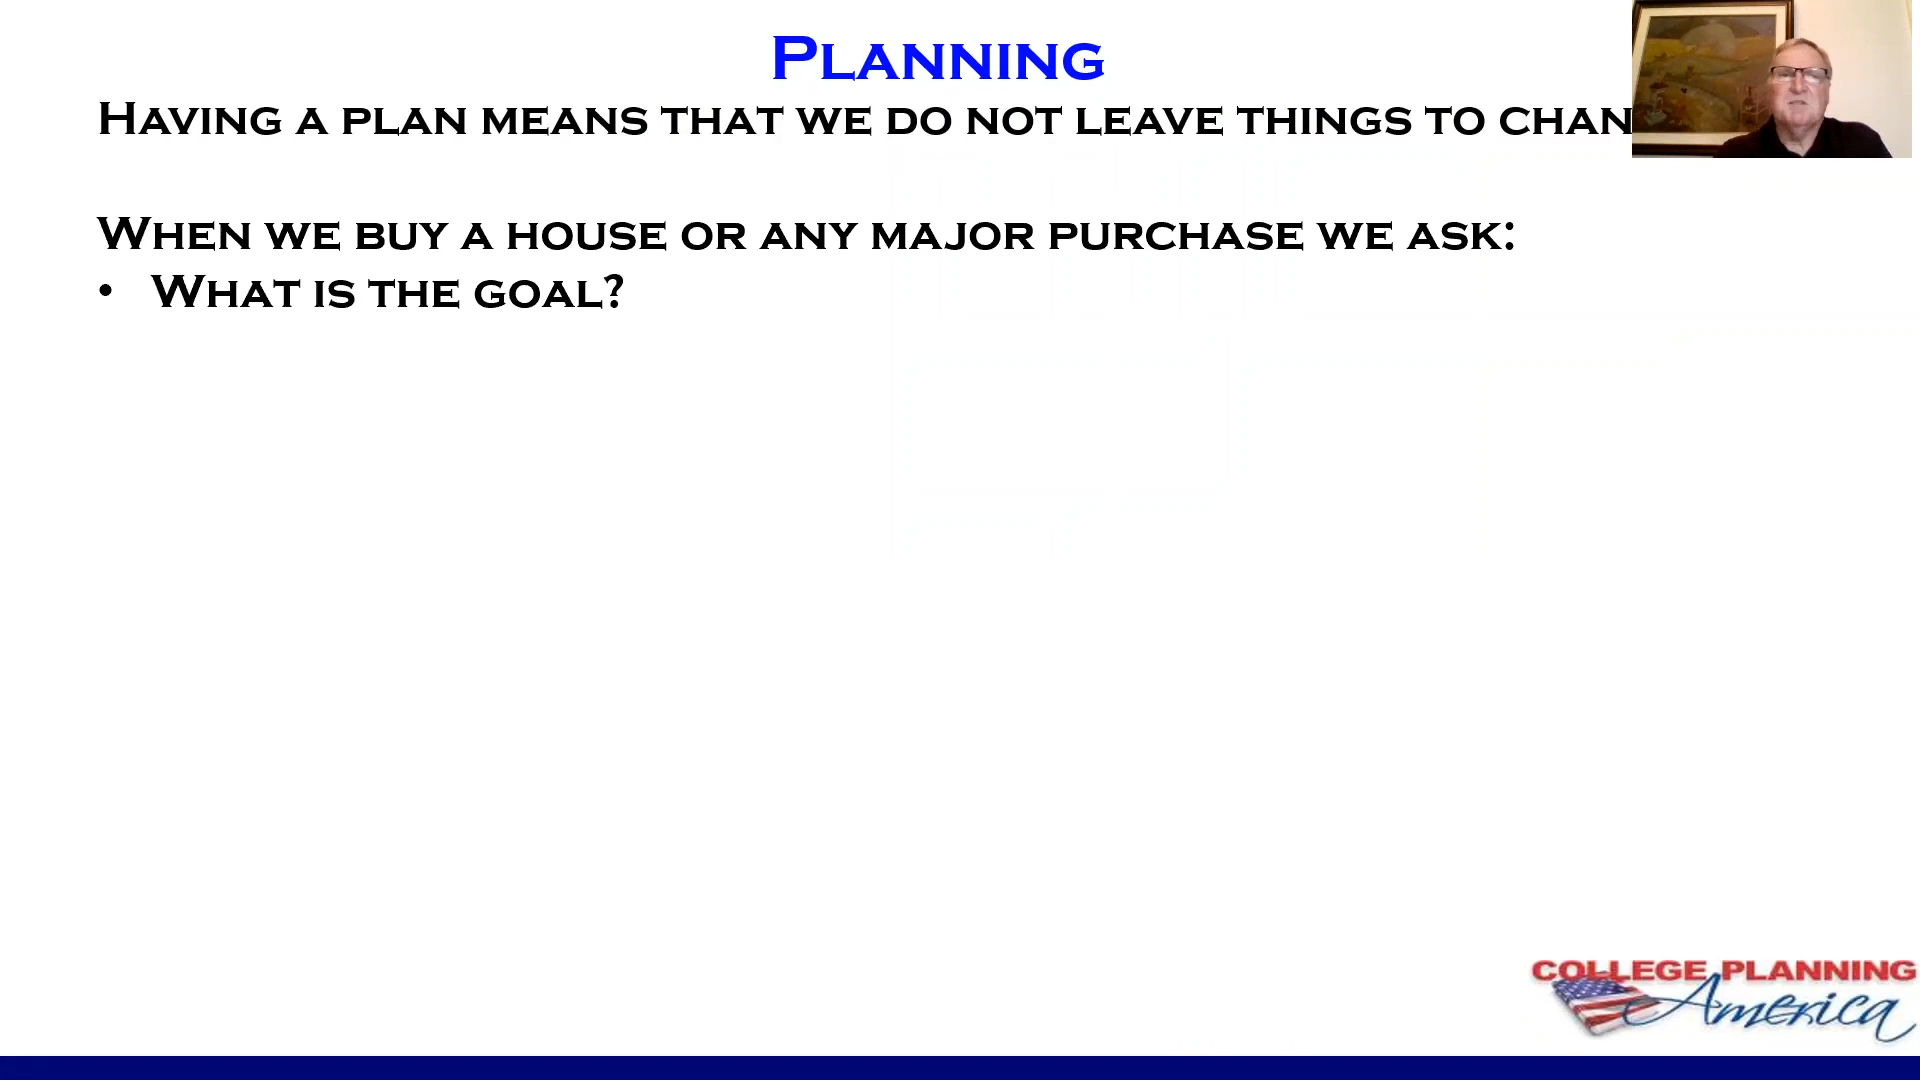 Planning
Having a plan means that we do not leave things to chan
When we buy a house or any major purchase we ask:
• What is the goal?
COLLEGE PLANNING
America